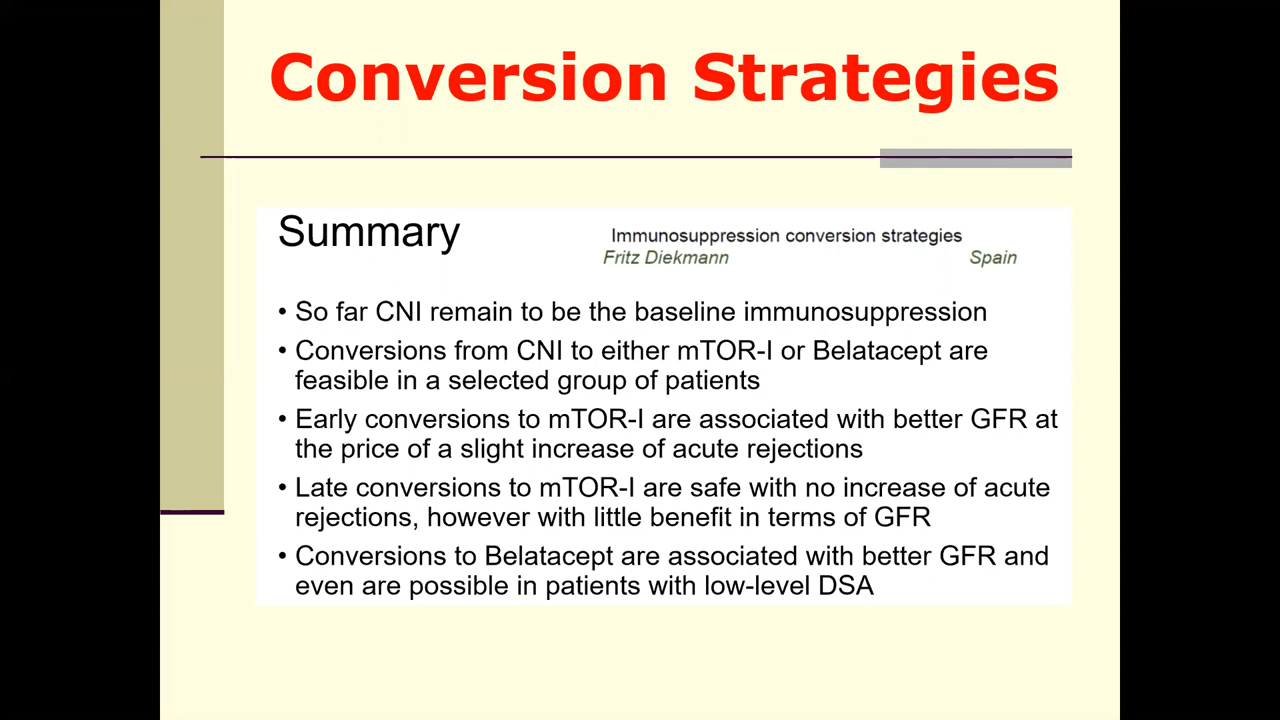 Conversion Strategies
Summary
Immunosuppression conversion strategies
Fritz Diekmann Spain
• So far CNI remain to be the baseline immunosuppression
• Conversions from CNI to either mTOR-I or Belatacept are
feasible in a selected group of patients
• Early conversions to mTOR-I are associated with better GFR at
the price of a slight increase of acute rejections
• Late conversions to mTOR-I are safe with no increase of acute
rejections, however with little benefit in terms of GFR
• Conversions to Belatacept are associated with better GFR and
even are possible in patients with low-level DSA